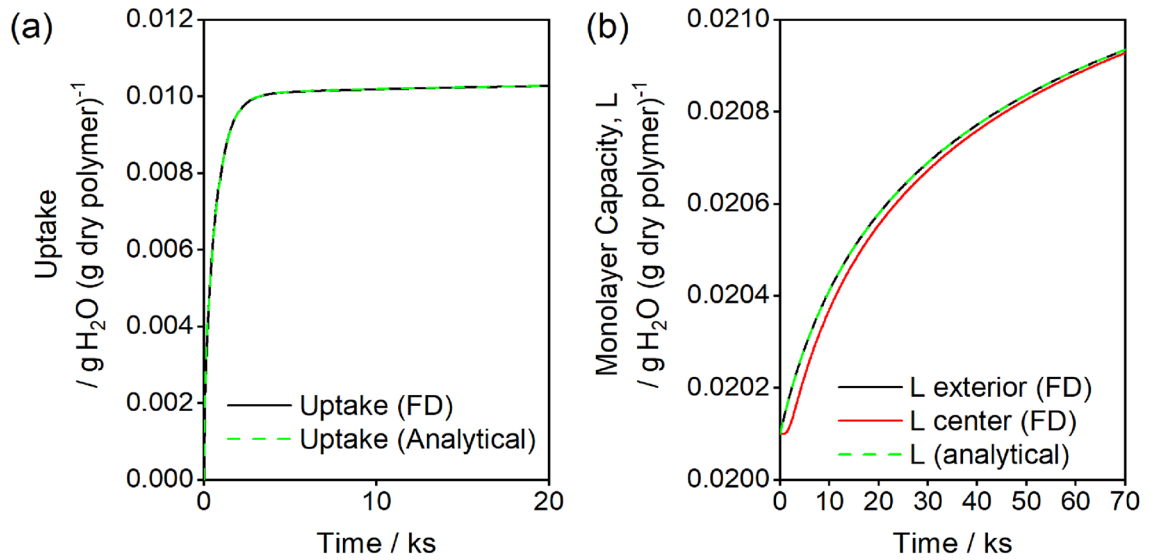 (a)
Uptake
/ g H₂O (g dry polymer)⁻¹
0.012
0.010
0.008
0.006
0.004
0.002
0.000
Uptake (FD)
Uptake (Analytical)
0 10 20
Time / ks
(b)
Monolayer Capacity, L
/ g H₂O (g dry polymer)⁻¹
0.0210
0.0208
0.0206
0.0204
0.0202
0.0200
L exterior (FD)
L center (FD)
L (analytical)
0 10 20 30 40 50 60 70
Time / ks